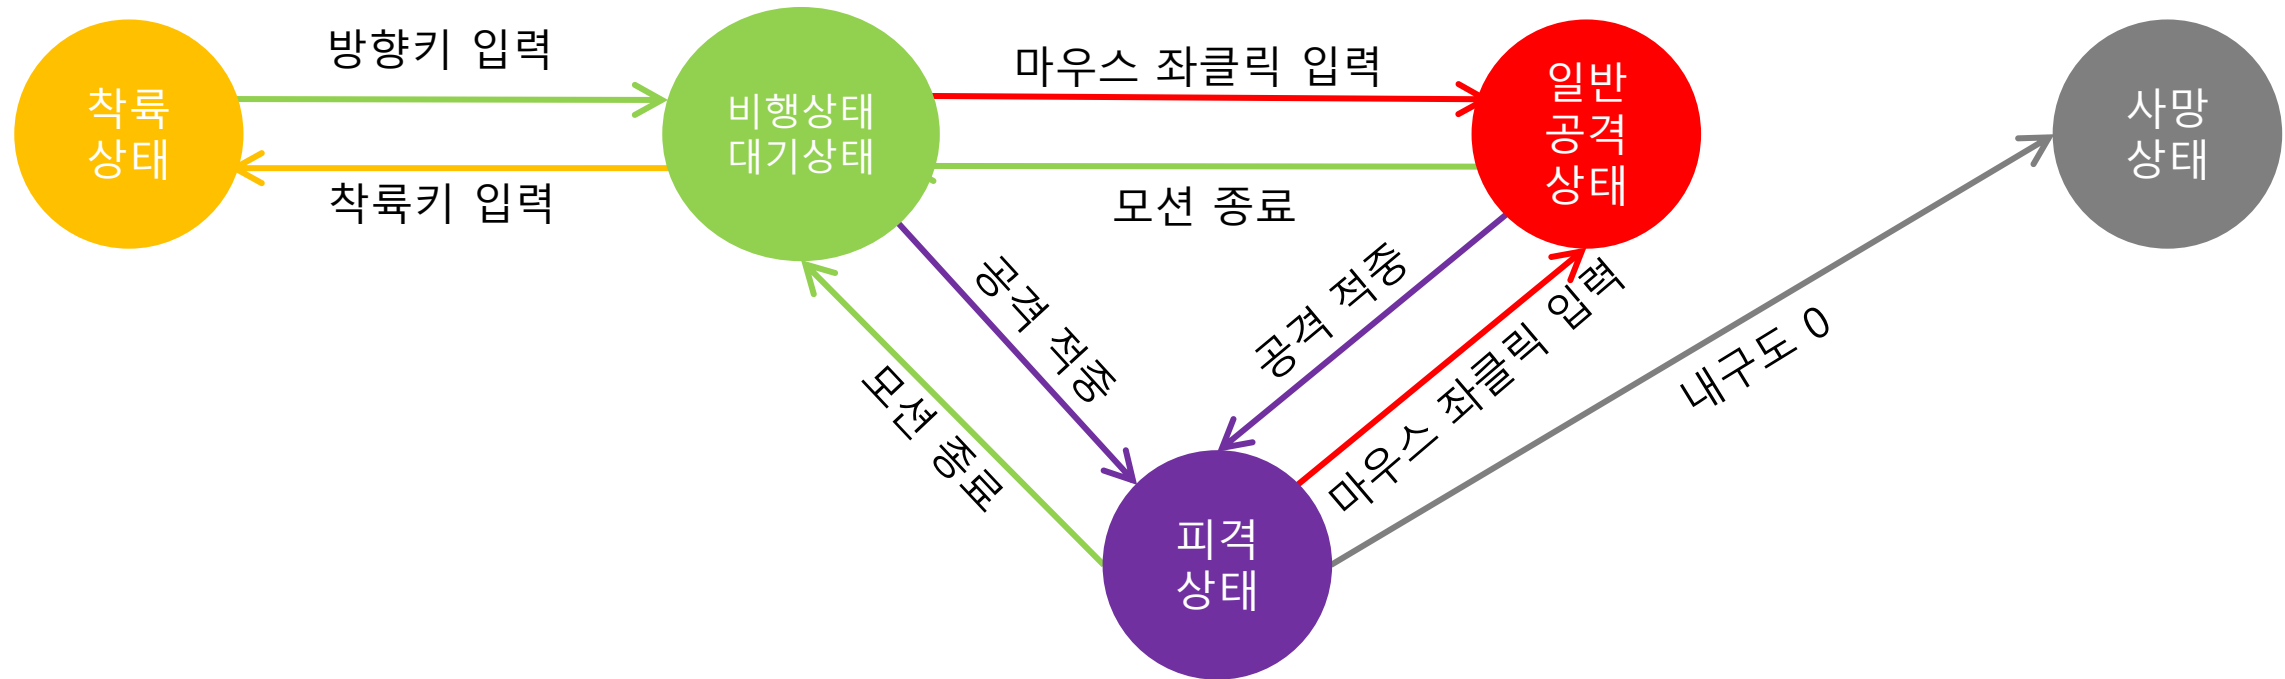 방향키 입력
마우스 좌클릭 입력
착륙
상태
비행상태
대기상태
일반
공격
상태
사망
상태
착륙키 입력
모션 종료
공격 적중
공격 적중
마우스 좌클릭 입력
내구도 0
모션 종료
피격
상태